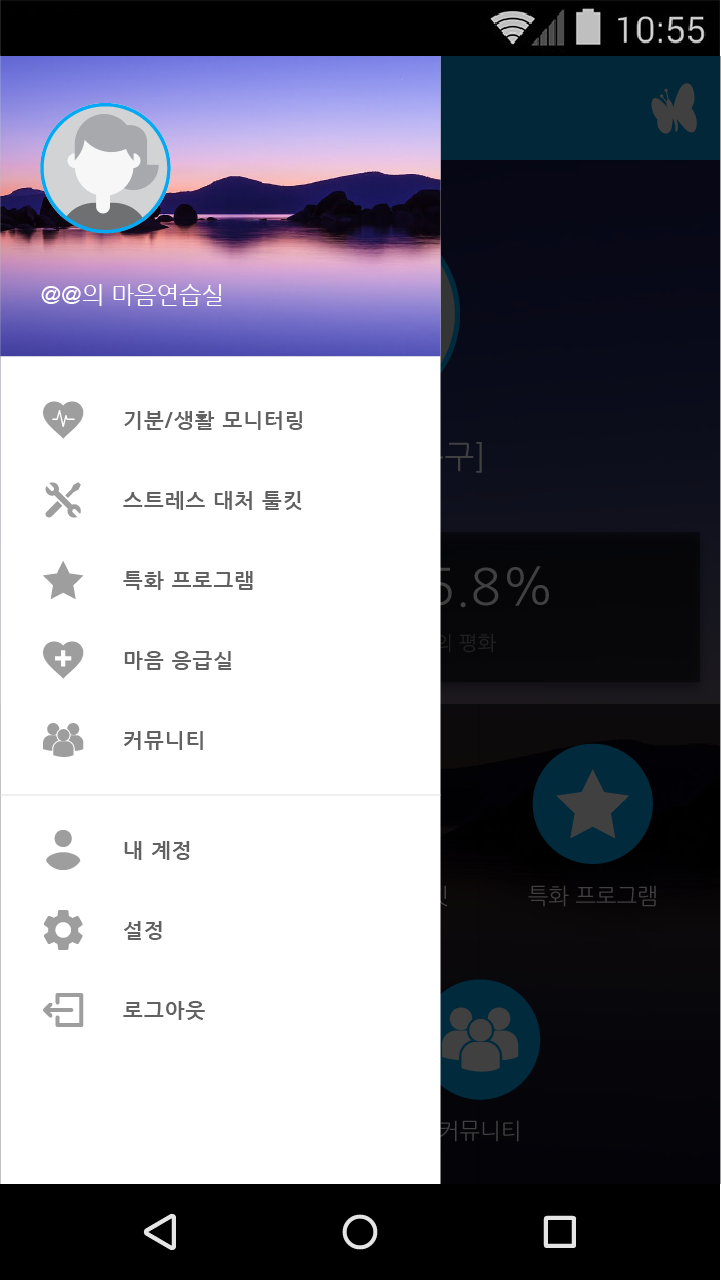 10:55
@@의 마음연습실
기분/생활 모니터링
스트레스 대처 툴킷
특화 프로그램
마음 응급실
커뮤니티
내 계정
설정
로그아웃
구]
5.8%
의 평화
특화 프로그램
커뮤니티